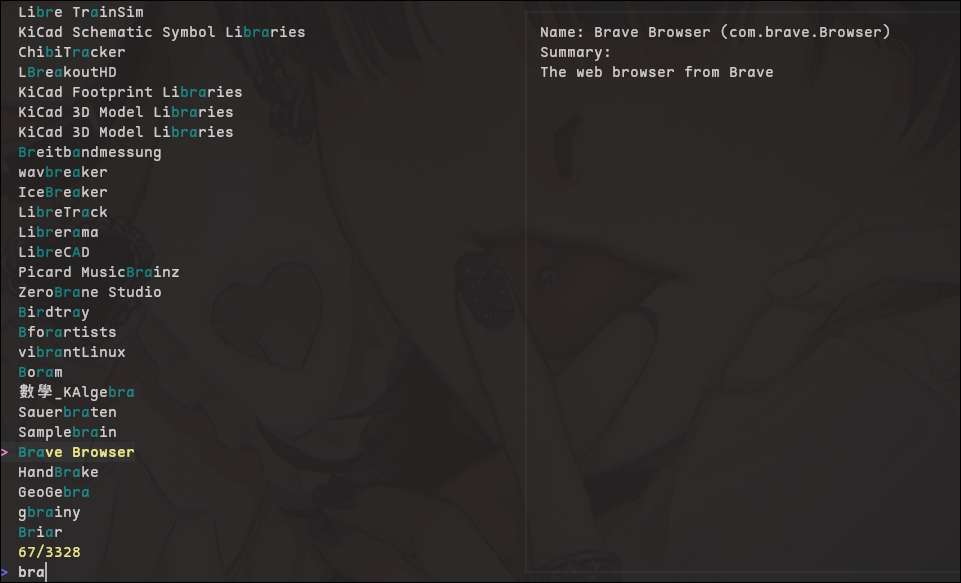 Libre TrainSim
KiCad Schematic Symbol Libraries
ChibiTracker
LBreakoutHD
KiCad Footprint Libraries
KiCad 3D Model Libraries
KiCad 3D Model Libraries
Breitbandmessung
wavbreaker
IceBreaker
LibreTrack
Librerama
LibreCAD
Picard MusicBrainz
ZeroBrane Studio
Birdtray
Bforartists
vibrantLinux
Boram
數學_KAlgebra
Sauerbraten
Samplebrain
> Brave Browser
HandBrake
GeoGebra
gbrainy
Briar
67/3328
> bra
Name: Brave Browser (com.brave.Browser)
Summary:
The web browser from Brave